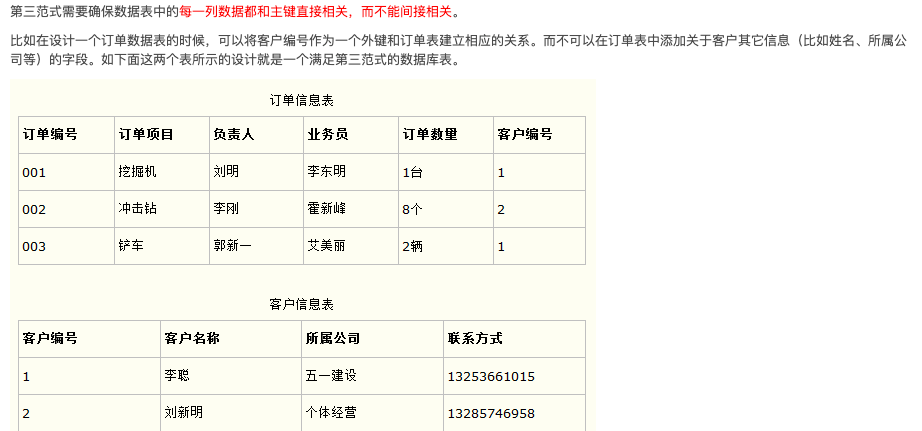 第三范式需要确保数据表中的每一列数据都和主键直接相关，而不能间接相关。
比如在设计一个订单数据表的时候，可以将客户编号作为一个外键和订单表建立相应的关系。而不可以在订单表中添加关于客户其它信息（比如姓名、所属公
司等）的字段。如下面这两个表所示的设计就是一个满足第三范式的数据库表。
订单信息表
订单编号 订单项目 负责人 业务员 订单数量 客户编号
001 挖掘机 刘明 李东明 1台 1
002 冲击钻 李刚 霍新峰 8个 2
003 铲车 郭新一 艾美丽 2辆 1
客户信息表
客户编号 客户名称 所属公司 联系方式
1 李聪 五一建设 13253661015
2 刘新明 个体经营 13285746958